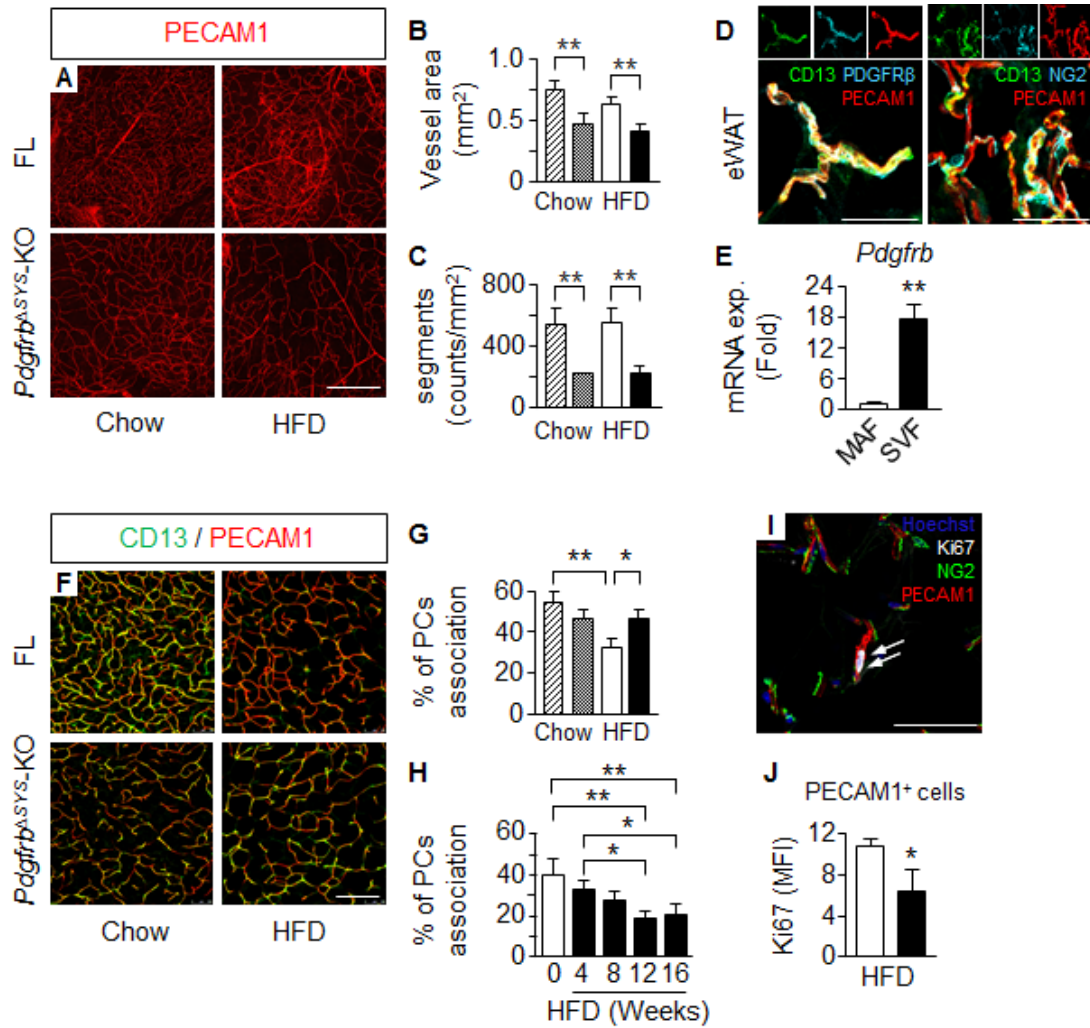 PECAM1
A
FL
Pdgfrb^ΔSYS-KO
Chow HFD
B
Vessel area
(mm²)
1.0
0.5
0
** **
Chow HFD
C
segments
(counts/mm²)
800
400
0
** **
Chow HFD
D
eWAT
CD13 PDGFRβ
PECAM1
CD13 NG2
PECAM1
E
Pdgfrb
mRNA exp.
(Fold)
24
18
12
6
0
**
MAF SVF
CD13 / PECAM1
F
FL
Pdgfrb^ΔSYS-KO
Chow HFD
G
% of PCs
association
60
40
20
0
** *
Chow HFD
H
% of PCs
association
60
40
20
0
**
**
*
*
0 4 8 12 16
HFD (Weeks)
I
Hoechst
Ki67
NG2
PECAM1
J
PECAM1⁺ cells
Ki67 (MFI)
12
8
4
0
*
HFD